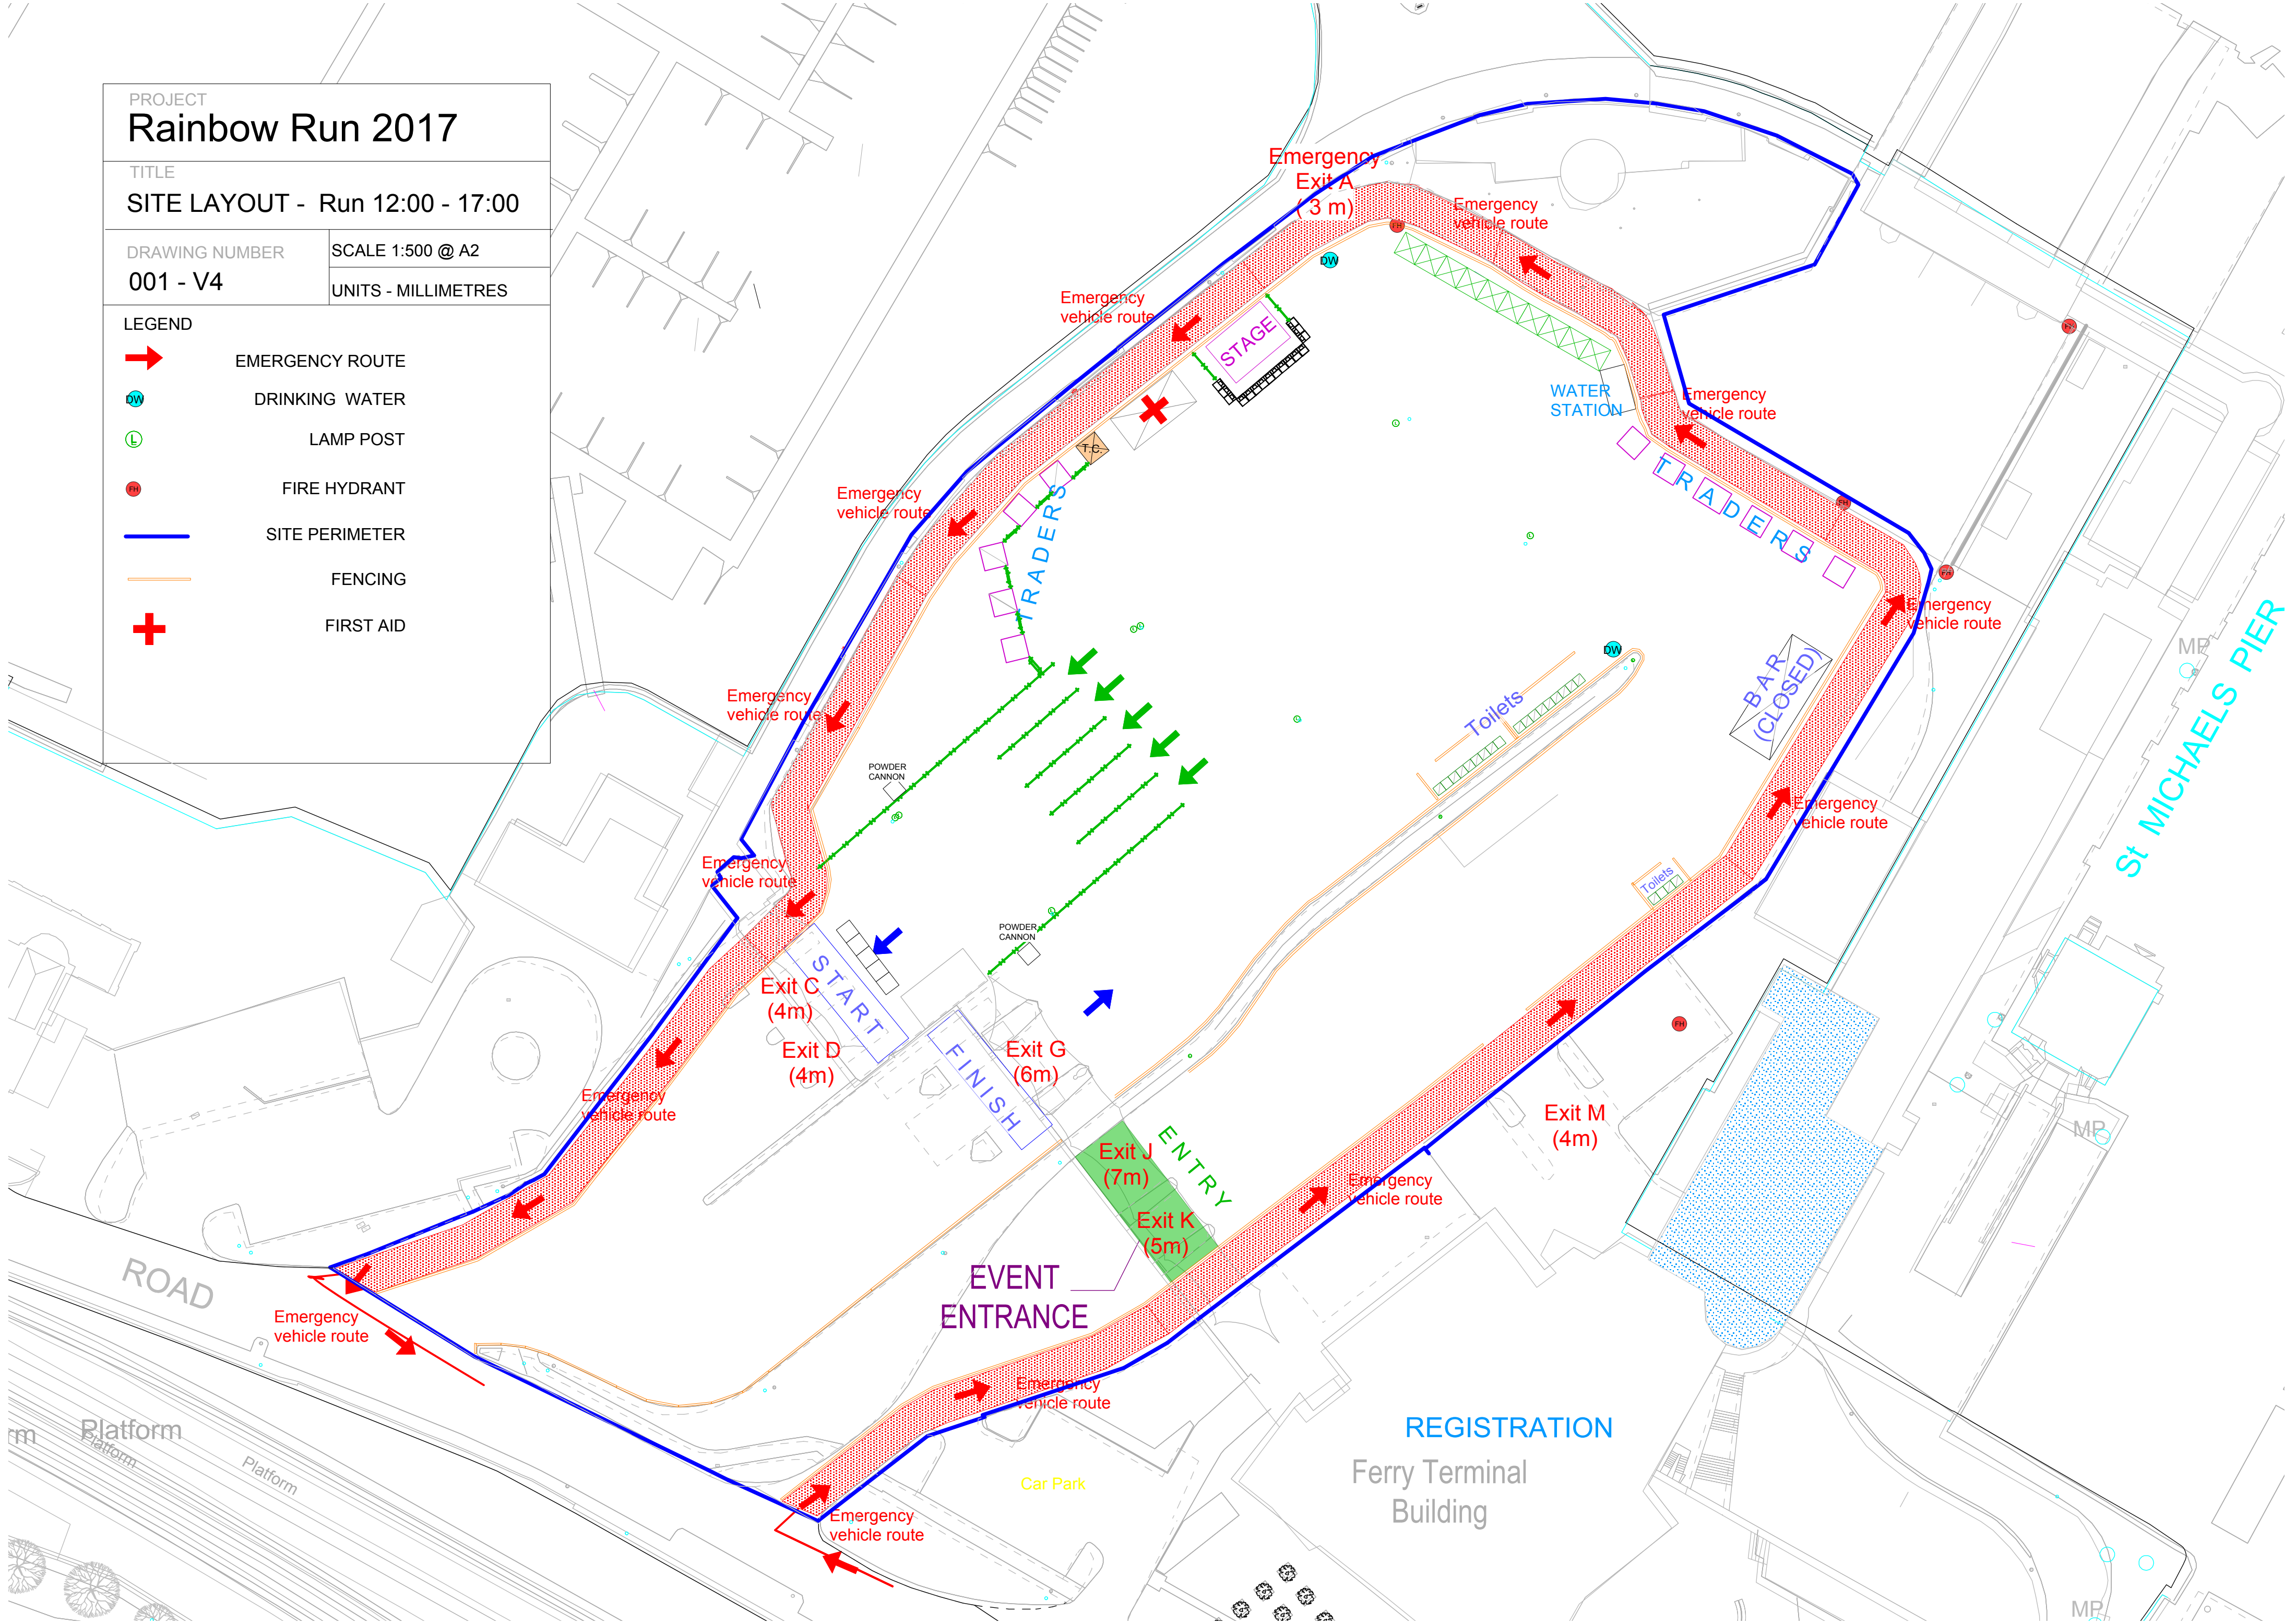 PROJECT
Rainbow Run 2017
TITLE
SITE LAYOUT - Run 12:00 - 17:00
DRAWING NUMBER
001 - V4
SCALE 1:500 @ A2
UNITS - MILLIMETRES
LEGEND
EMERGENCY ROUTE
DW
DRINKING WATER
L
LAMP POST
FH
FIRE HYDRANT
SITE PERIMETER
FENCING
FIRST AID
Emergency
Exit A
( 3 m)
Emergency
vehicle route
FH
DW
Emergency
vehicle route
STAGE
FH
WATER
STATION
Emergency
vehicle route
T.C.
TRADERS
TRADERS
Emergency
vehicle route
FH
FH
Emergency
vehicle route
DW
MP
St MICHAELS PIER
BAR
(CLOSED)
Toilets
Emergency
vehicle route
POWDER
CANNON
Emergency
vehicle route
Emergency
vehicle route
Toilets
POWDER
CANNON
START
Exit C
(4m)
Exit D
(4m)
FINISH
Exit G
(6m)
FH
Emergency
vehicle route
Exit M
(4m)
MP
ENTRY
Exit J
(7m)
Exit K
(5m)
Emergency
vehicle route
EVENT
ENTRANCE
ROAD
Emergency
vehicle route
Emergency
vehicle route
REGISTRATION
Ferry Terminal
Building
Car Park
rm
Platform
Platform
Platform
Emergency
vehicle route
MP